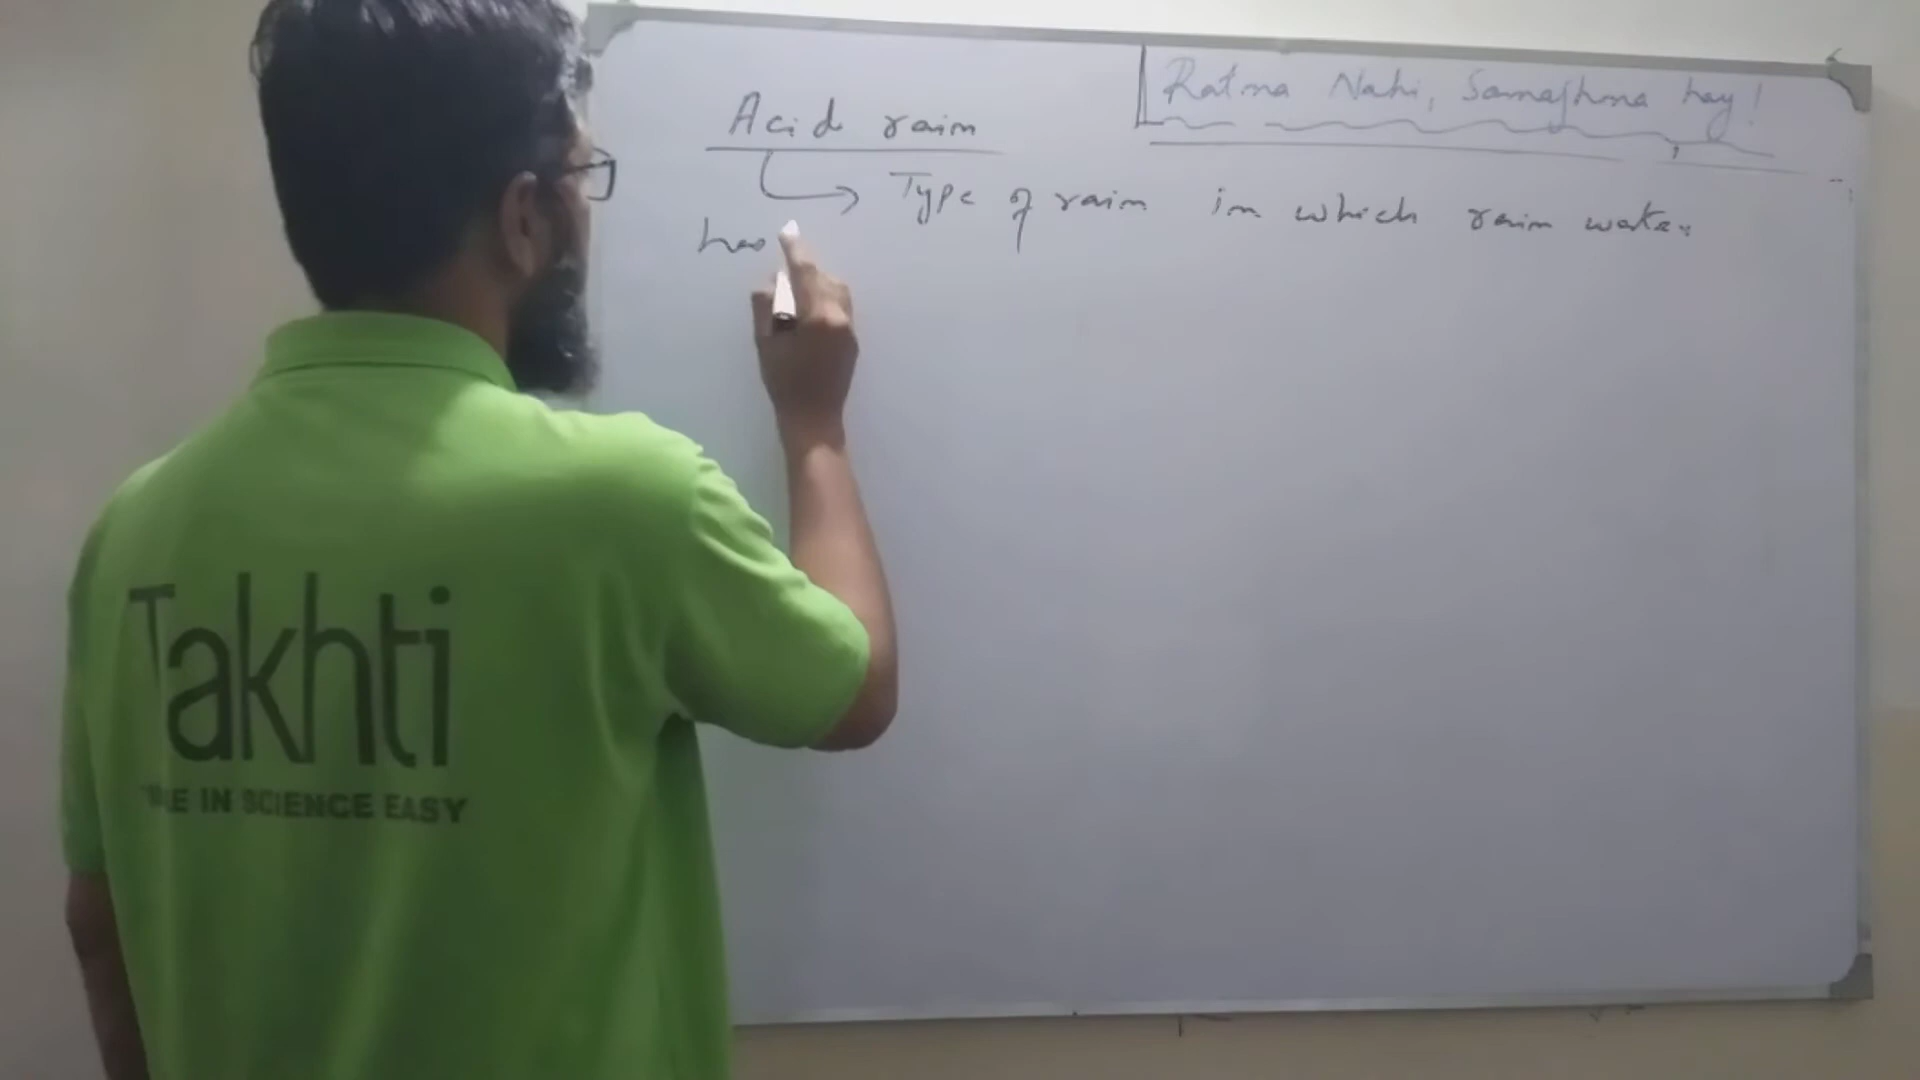 Ratna Nahi, Samajhna hay!
Acid rain
Type of rain in which rain water
has
Takhti
IN SCIENCE EASY